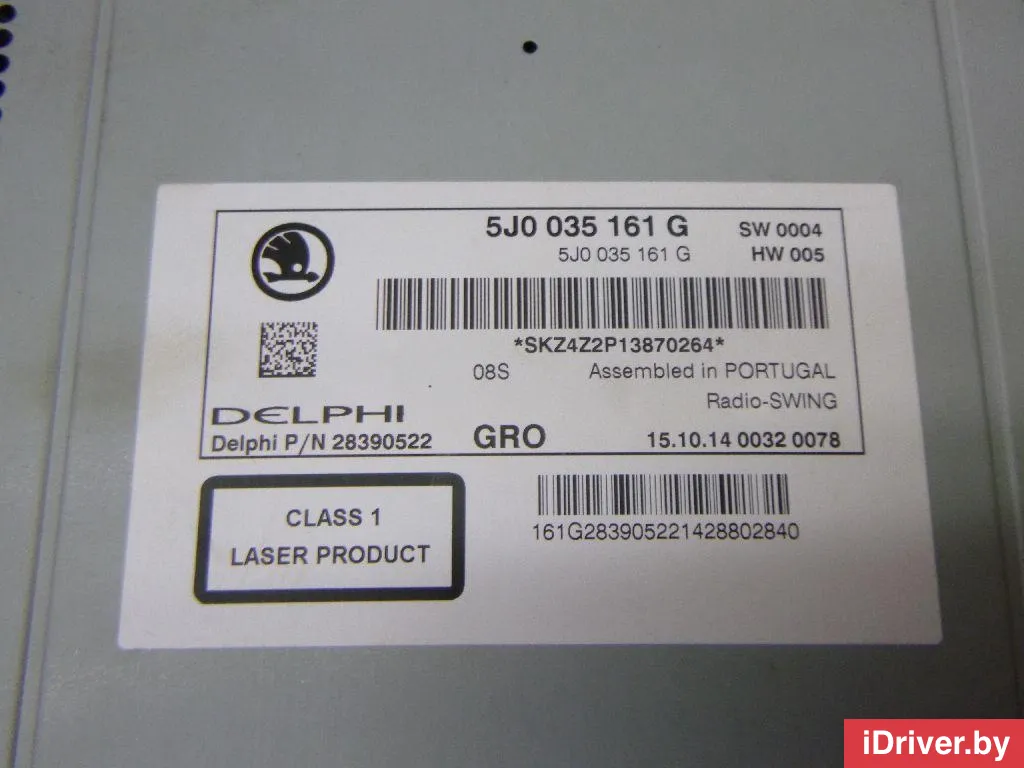 5J0 035 161 G SW 0004
5J0 035 161 G HW 005
*SKZ4Z2P13870264*
08S Assembled in PORTUGAL
Radio-SWING
DELPHI
Delphi P/N 28390522 GRO 15.10.14 0032 0078
CLASS 1
LASER PRODUCT
161G283905221428802840
iDriver.by